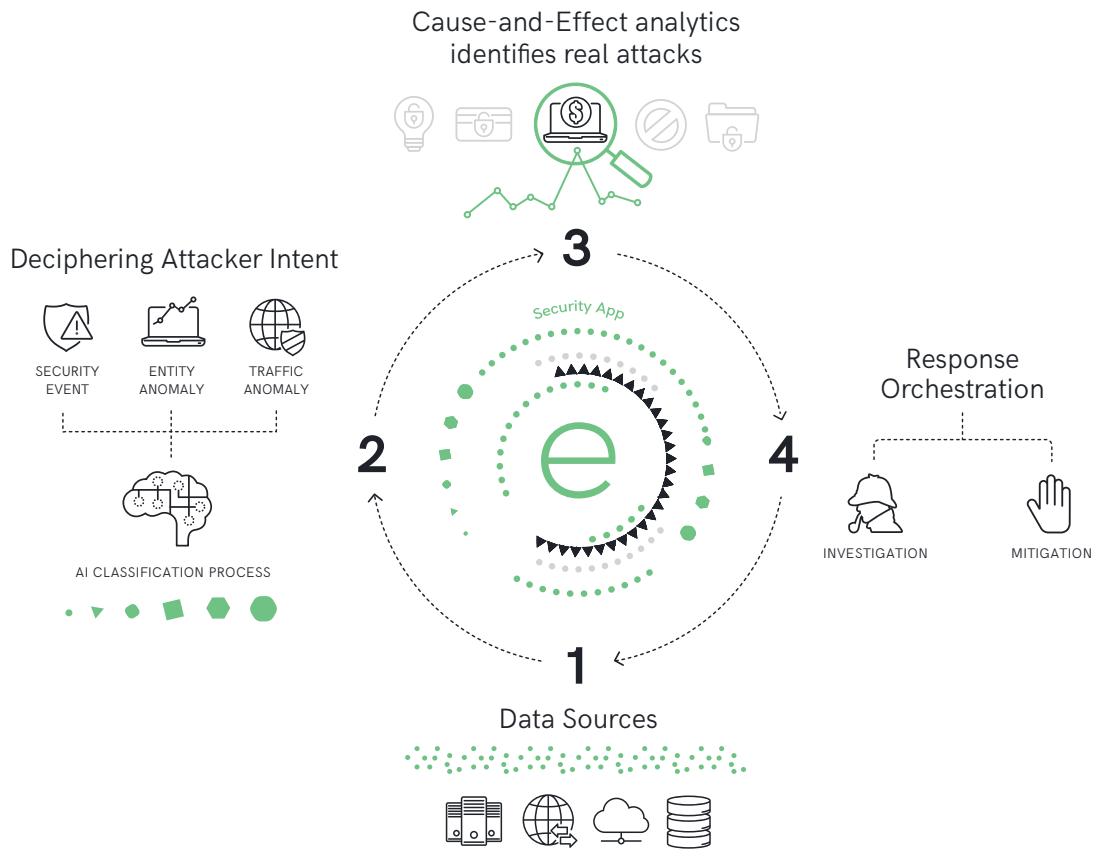 Cause-and-Effect analytics
identifies real attacks
3
Deciphering Attacker Intent
SECURITY
EVENT
ENTITY
ANOMALY
TRAFFIC
ANOMALY
2
AI CLASSIFICATION PROCESS
Security App
e
4
Response
Orchestration
INVESTIGATION
MITIGATION
1
Data Sources